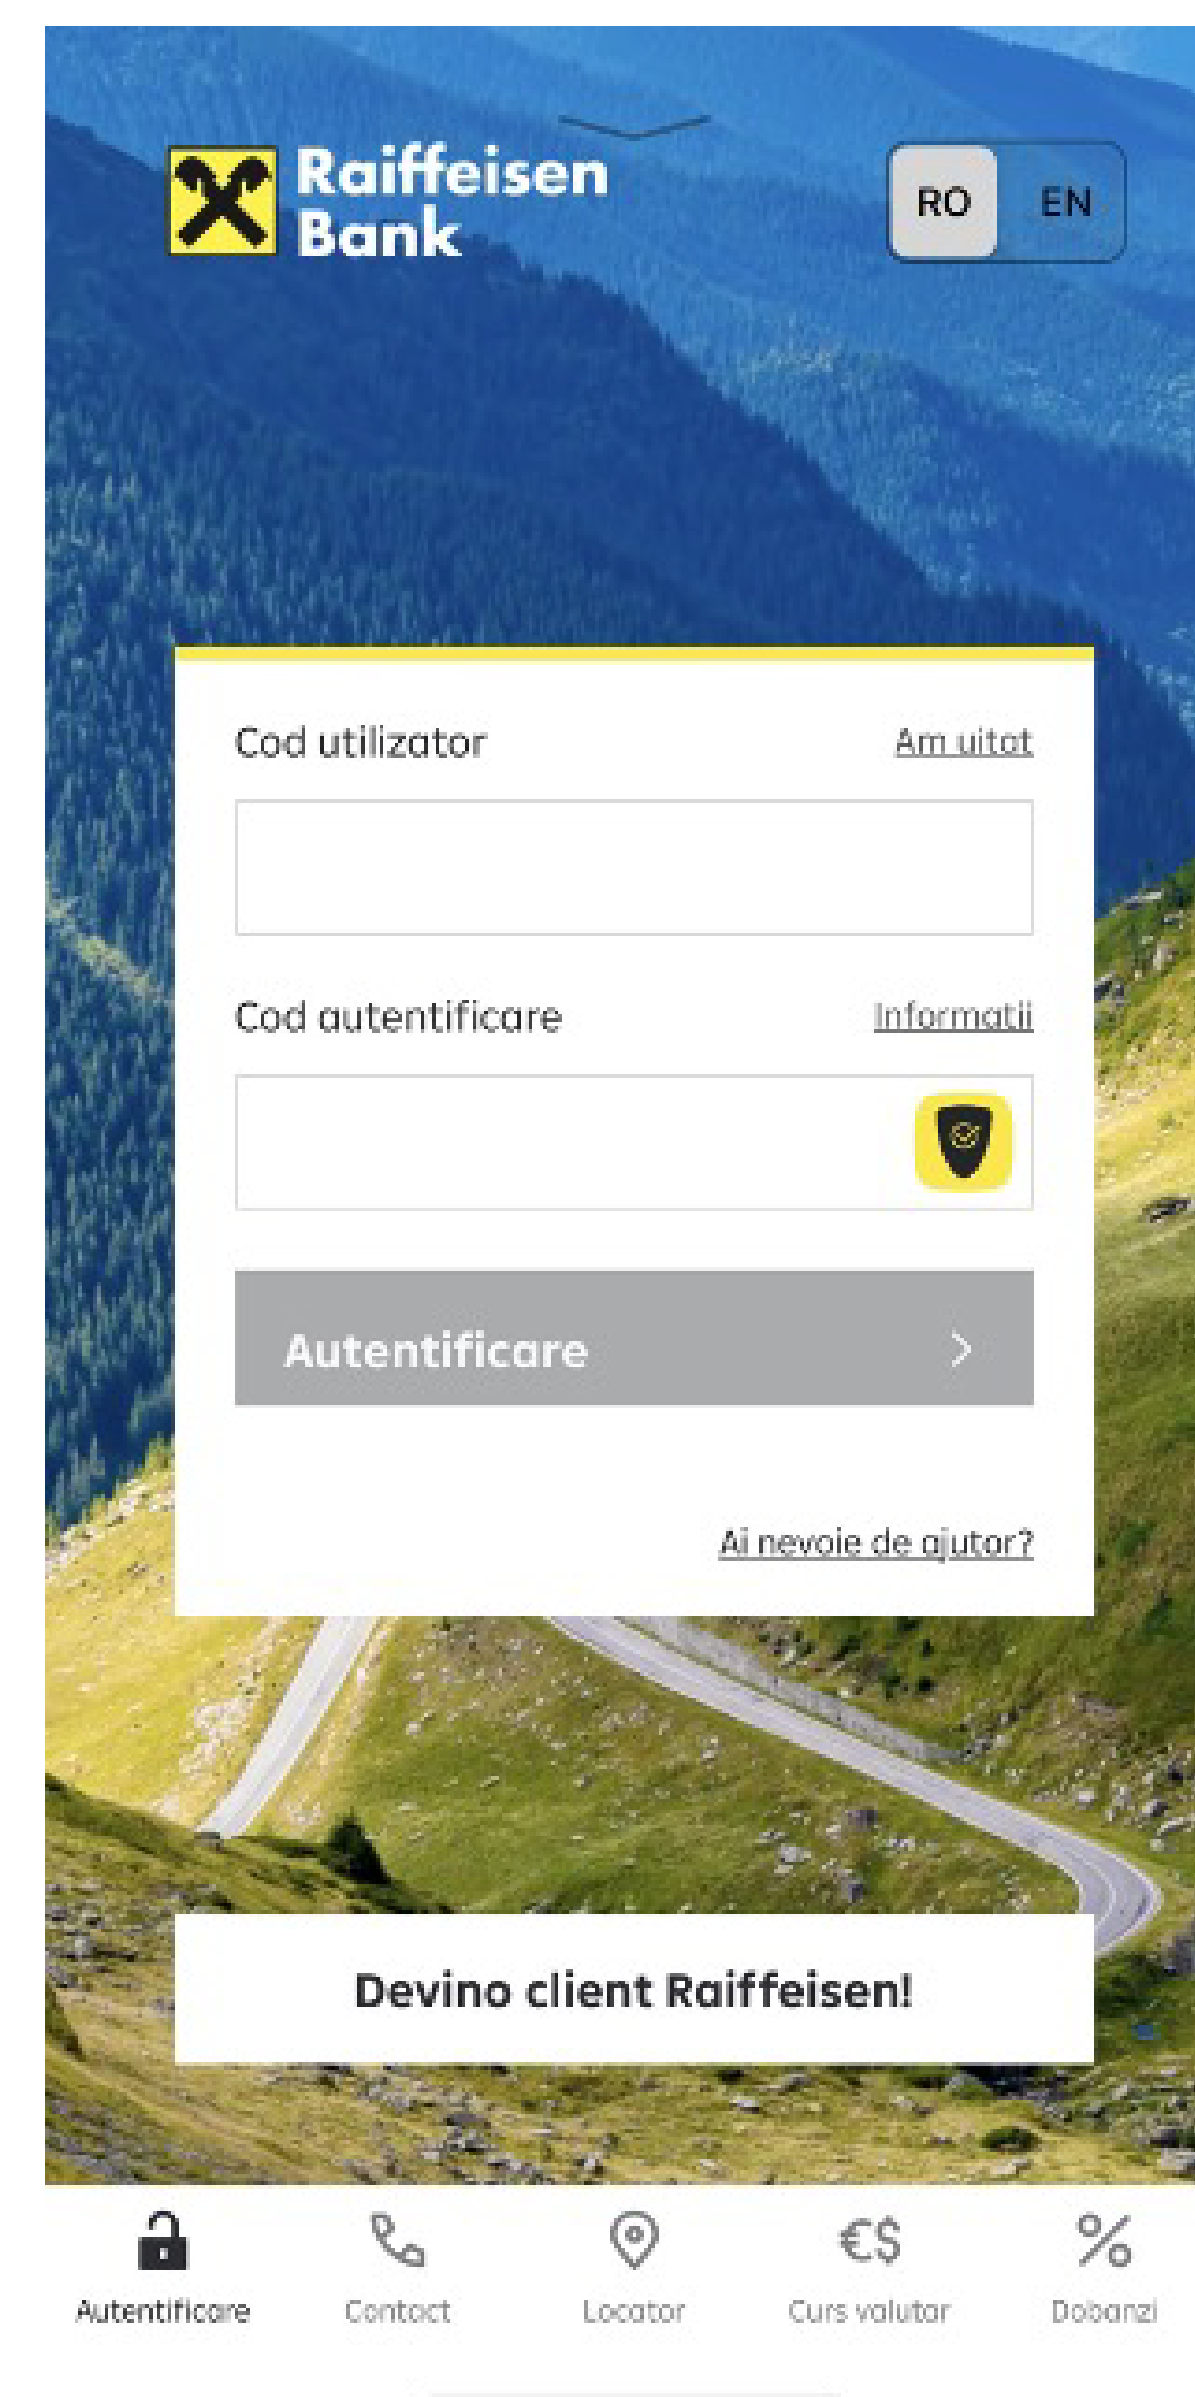 Raiffeisen
Bank
RO EN
Cod utilizator Am uitat
Cod autentificare Informatii
Autentificare
Ai nevoie de ajutor?
Devino client Raiffeisen!
€$ %
Autentificare Contact Locator Curs valutar Dobanzi